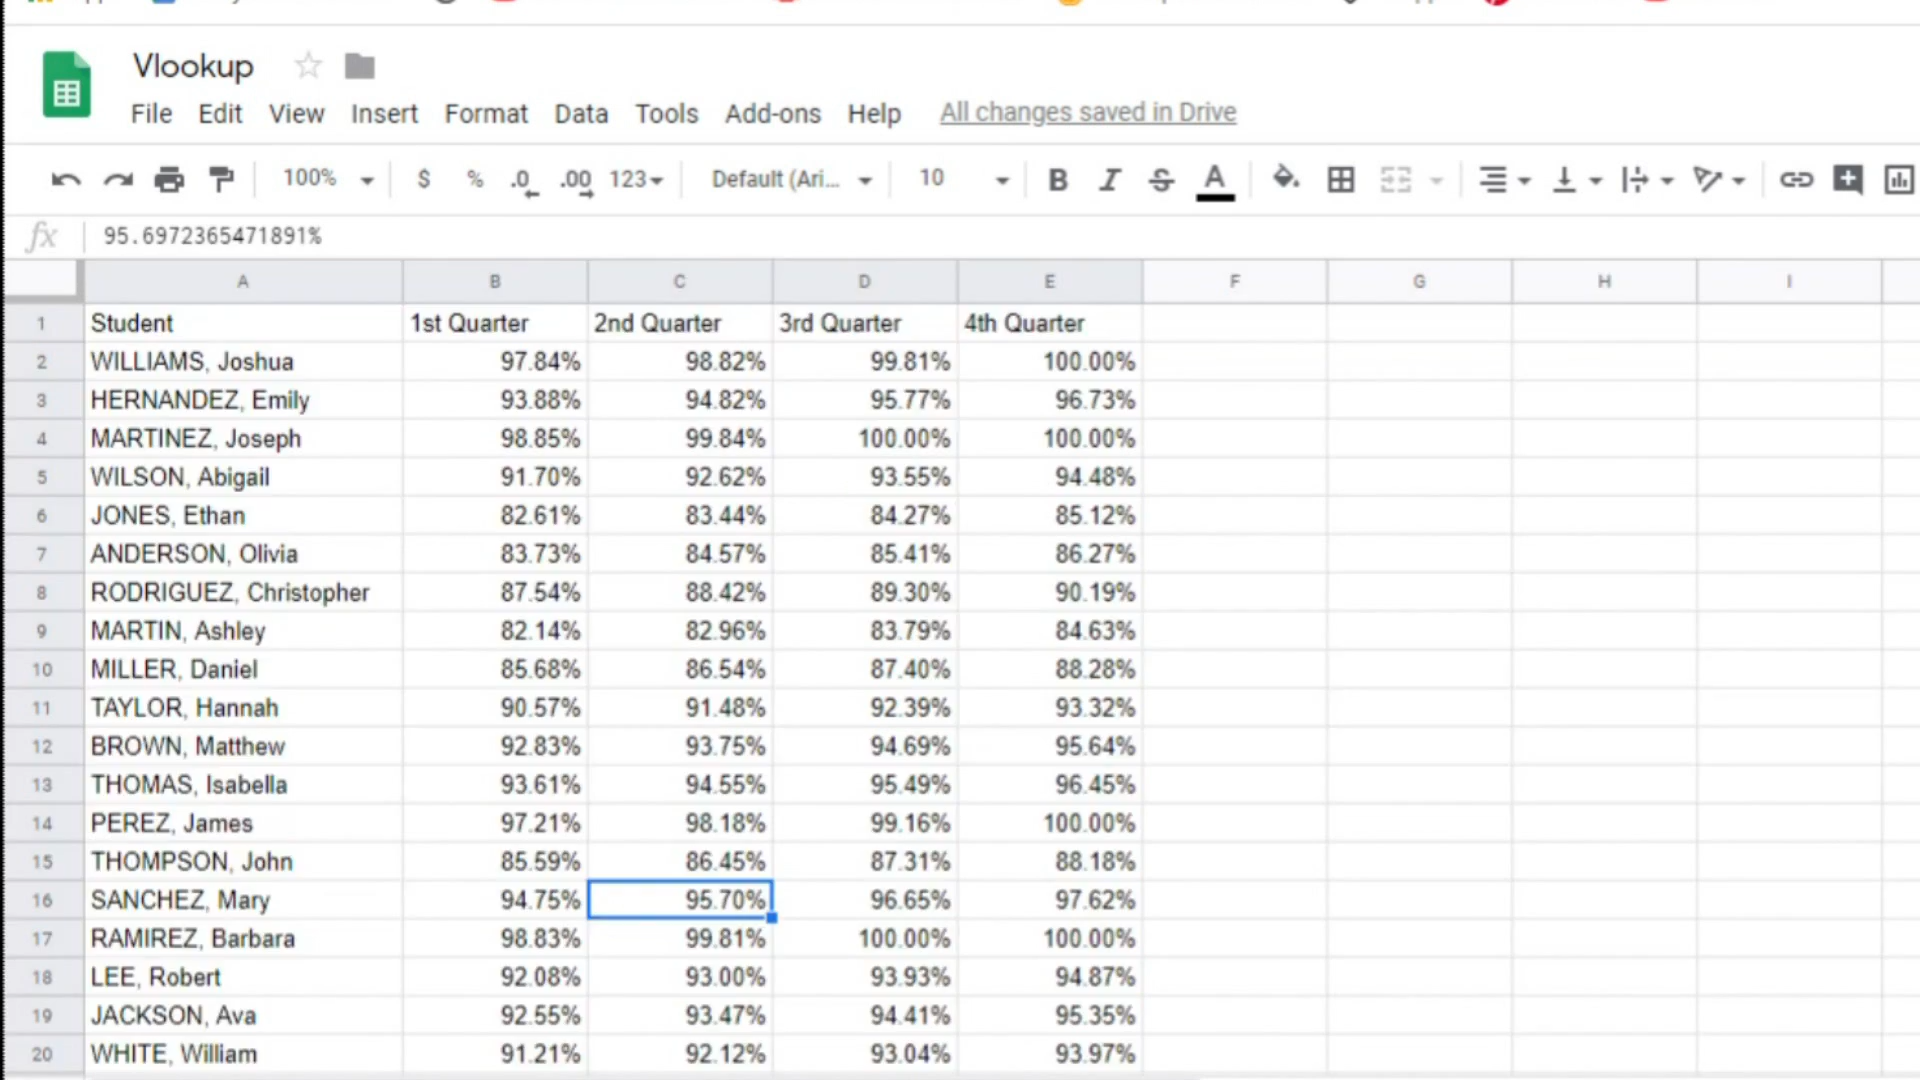 Vlookup
File Edit View Insert Format Data Tools Add-ons Help All changes saved in Drive
100% $ % .0 .00 123 Default (Ari... 10 B I S A
fx 95.6972365471891%
A B C D E F G H I
1 Student 1st Quarter 2nd Quarter 3rd Quarter 4th Quarter
2 WILLIAMS, Joshua 97.84% 98.82% 99.81% 100.00%
3 HERNANDEZ, Emily 93.88% 94.82% 95.77% 96.73%
4 MARTINEZ, Joseph 98.85% 99.84% 100.00% 100.00%
5 WILSON, Abigail 91.70% 92.62% 93.55% 94.48%
6 JONES, Ethan 82.61% 83.44% 84.27% 85.12%
7 ANDERSON, Olivia 83.73% 84.57% 85.41% 86.27%
8 RODRIGUEZ, Christopher 87.54% 88.42% 89.30% 90.19%
9 MARTIN, Ashley 82.14% 82.96% 83.79% 84.63%
10 MILLER, Daniel 85.68% 86.54% 87.40% 88.28%
11 TAYLOR, Hannah 90.57% 91.48% 92.39% 93.32%
12 BROWN, Matthew 92.83% 93.75% 94.69% 95.64%
13 THOMAS, Isabella 93.61% 94.55% 95.49% 96.45%
14 PEREZ, James 97.21% 98.18% 99.16% 100.00%
15 THOMPSON, John 85.59% 86.45% 87.31% 88.18%
16 SANCHEZ, Mary 94.75% 95.70% 96.65% 97.62%
17 RAMIREZ, Barbara 98.83% 99.81% 100.00% 100.00%
18 LEE, Robert 92.08% 93.00% 93.93% 94.87%
19 JACKSON, Ava 92.55% 93.47% 94.41% 95.35%
20 WHITE, William 91.21% 92.12% 93.04% 93.97%